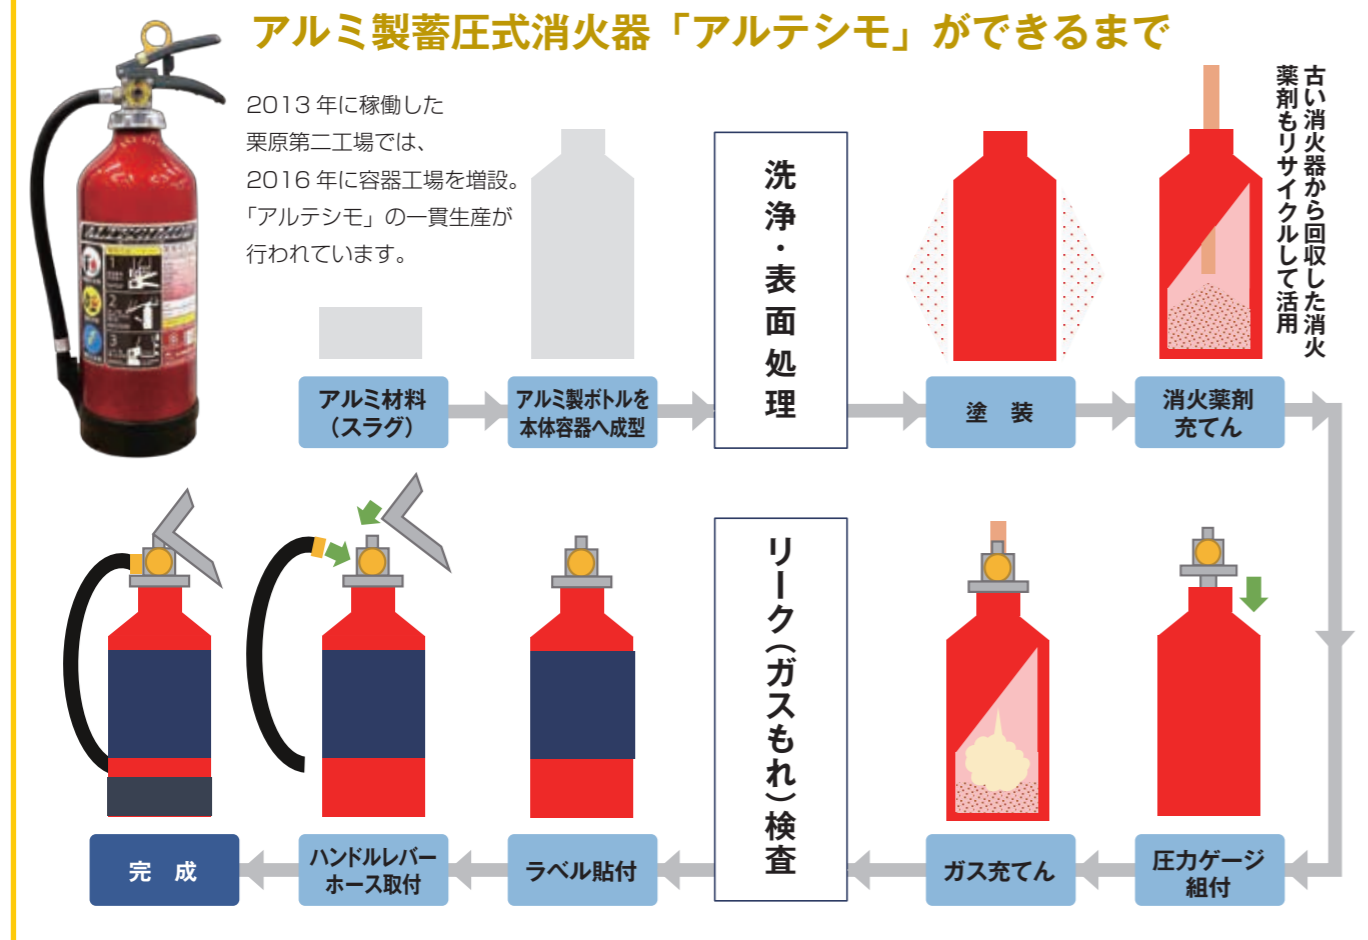 アルミ製蓄圧式消火器「アルテシモ」ができるまで
2013年に稼働した
栗原第二工場では、
2016年に容器工場を増設。
「アルテシモ」の一貫生産が
行われています。
アルミ材料
（スラグ）
アルミ製ボトルを
本体容器へ成型
洗浄・表面処理
塗　装
消火薬剤
充てん
古い消火器から回収した消火
薬剤もリサイクルして活用
圧力ゲージ
組付
ガス充てん
リーク（ガスもれ）検査
ラベル貼付
ハンドルレバー
ホース取付
完　成
1
2
3